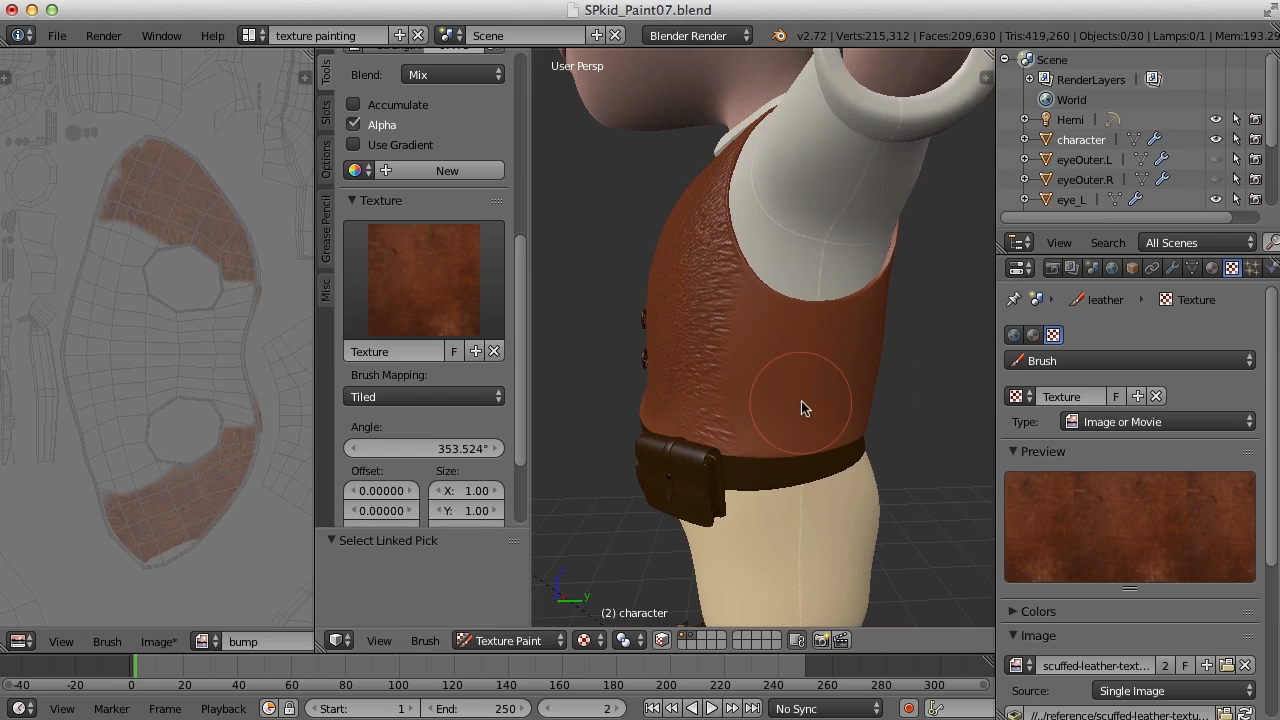 SPkid_Paint07.blend
File Render Window Help texture painting Scene Blender Render v2.72 | Verts:215,312 | Faces:209,630 | Tris:419,260 | Objects:0/30 | Lamps:0/1 | Mem:193.29
Tools
Slots
Options
Grease Pencil
Misc
Blend: Mix
Accumulate
Alpha
Use Gradient
New
Texture
Texture F
Brush Mapping:
Tiled
Angle:
353.524°
Offset: Size:
0.00000 X: 1.00
0.00000 Y: 1.00
Select Linked Pick
User Persp
y
(2) character
Scene
RenderLayers
World
Hemi
character
eyeOuter.L
eyeOuter.R
eye_L
View Search All Scenes
leather Texture
Brush
Texture F
Type: Image or Movie
Preview
Colors
Image
scuffed-leather-text... 2 F
Source: Single Image
//../reference/scuffed-leather-textu...
View Brush Image* bump
View Brush Texture Paint
-40 -20 0 20 40 60 80 100 120 140 160 180 200 220 240 260 280 300
View Marker Frame Playback Start: 1 End: 250 2 No Sync